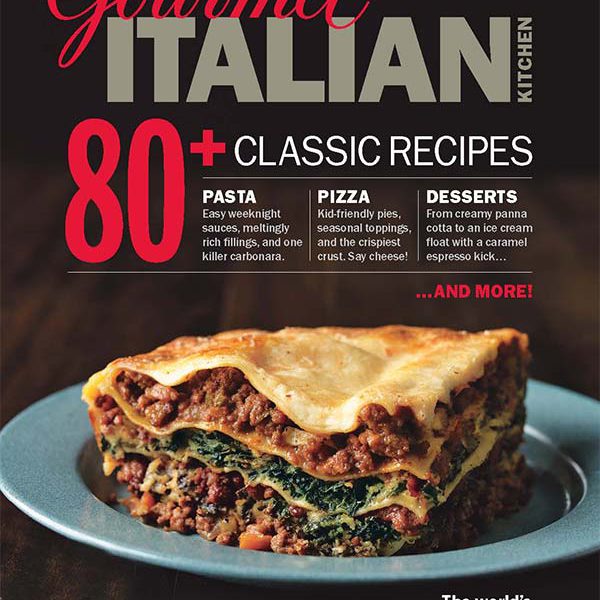 Gourmet
ITALIAN
KITCHEN
80+ CLASSIC RECIPES
PASTA
Easy weeknight
sauces, meltingly
rich fillings, and one
killer carbonara.
PIZZA
Kid-friendly pies,
seasonal toppings,
and the crispiest
crust. Say cheese!
DESSERTS
From creamy panna
cotta to an ice cream
float with a caramel
espresso kick...
...AND MORE!
The world's